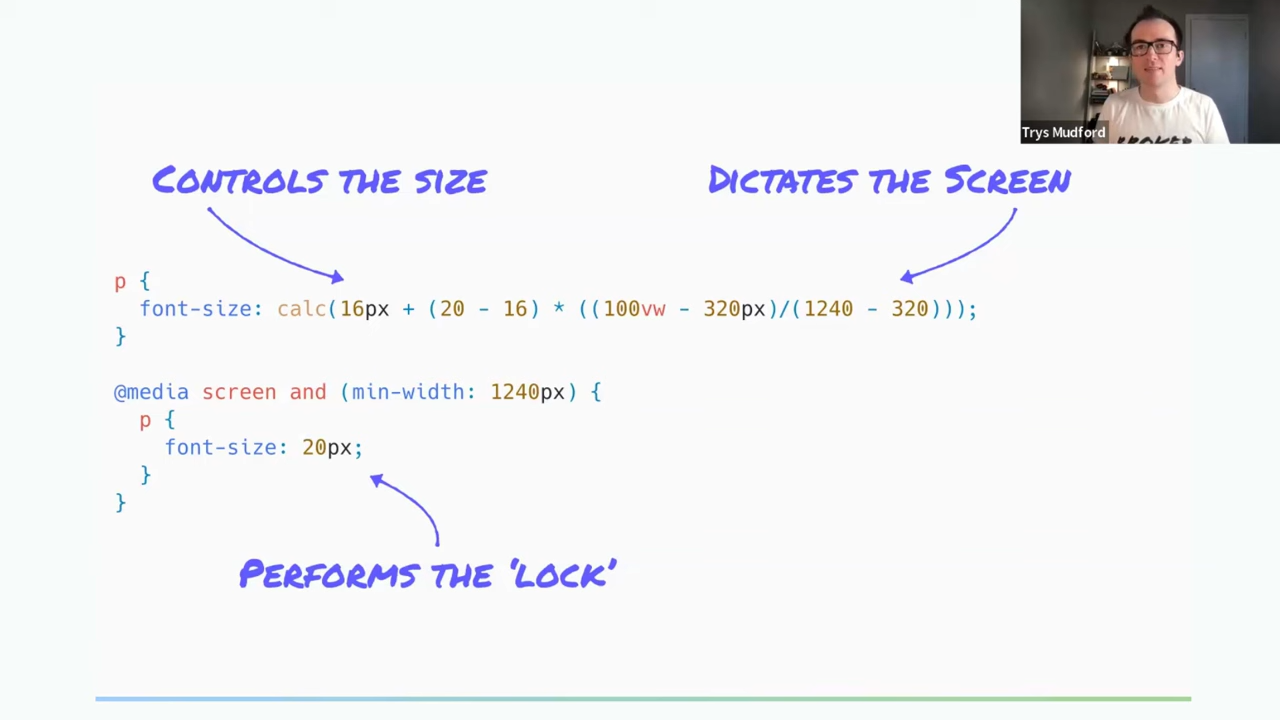 Trys Mudford
CONTROLS THE SIZE
DICTATES THE SCREEN
p {
  font-size: calc(16px + (20 - 16) * ((100vw - 320px)/(1240 - 320)));
}
@media screen and (min-width: 1240px) {
  p {
    font-size: 20px;
  }
}
PERFORMS THE ‘LOCK’